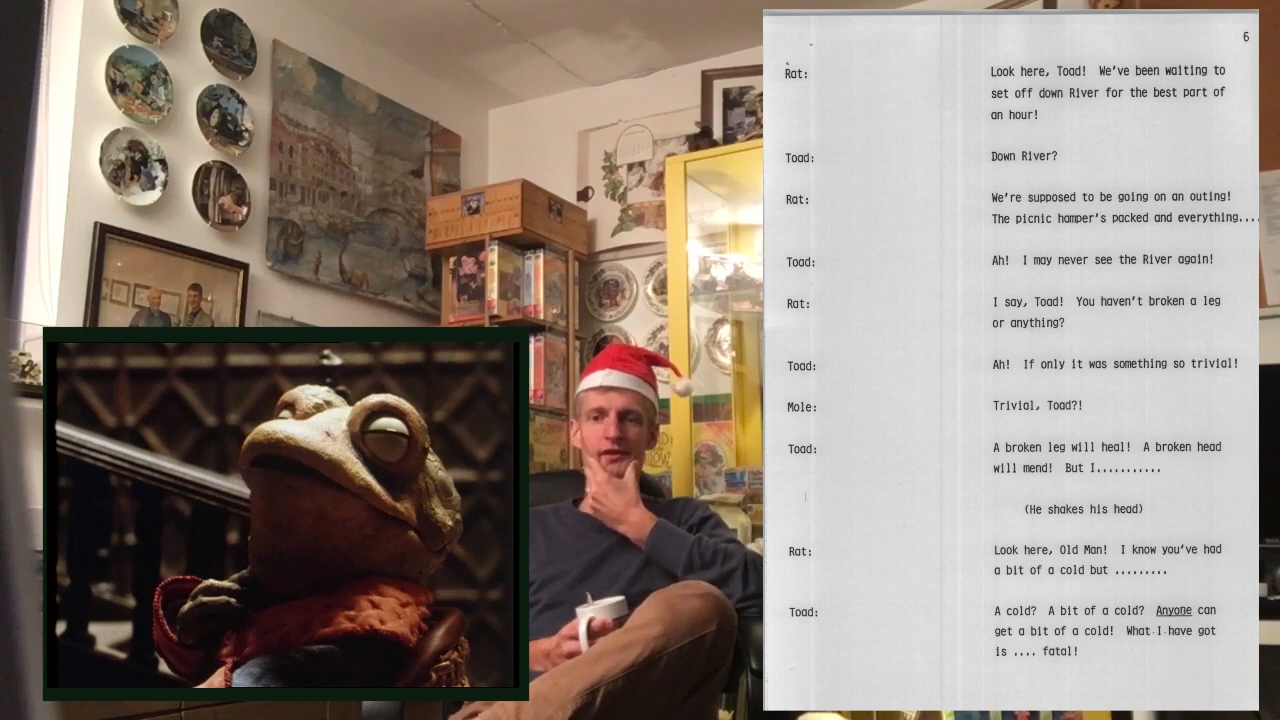 6
Rat: Look here, Toad! We've been waiting to
set off down River for the best part of
an hour!
Toad: Down River?
Rat: We're supposed to be going on an outing!
The picnic hamper's packed and everything....
Toad: Ah! I may never see the River again!
Rat: I say, Toad! You haven't broken a leg
or anything?
Toad: Ah! If only it was something so trivial!
Mole: Trivial, Toad?!
Toad: A broken leg will heal! A broken head
will mend! But I...........
(He shakes his head)
Rat: Look here, Old Man! I know you've had
a bit of a cold but .........
Toad: A cold? A bit of a cold? Anyone can
get a bit of a cold! What I have got
is .... fatal!